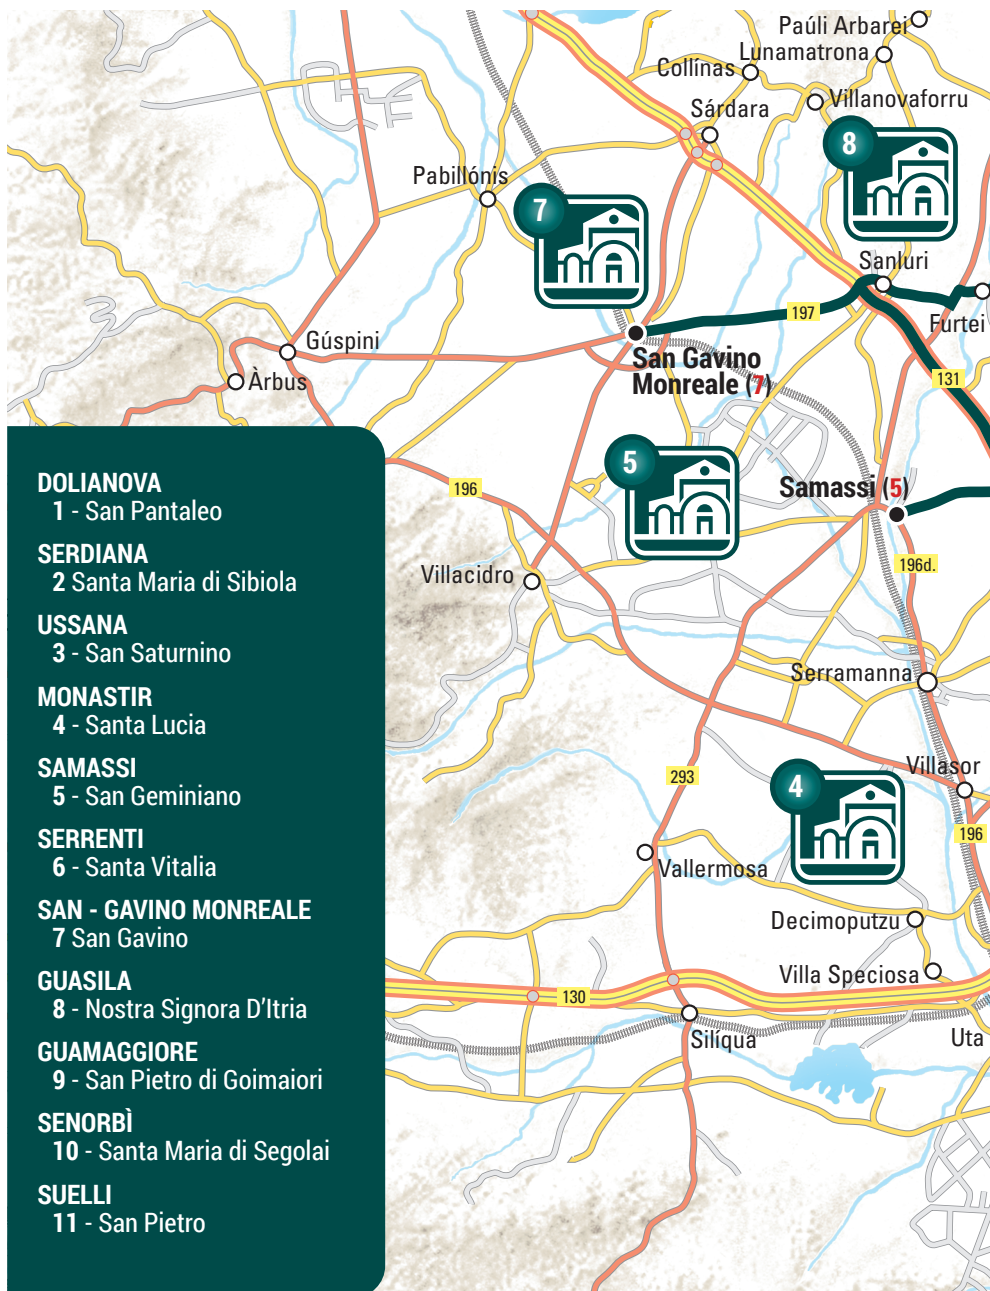 Paúli Arbarei
Lunamatrona
Collínas
Villanovaforru
Sárdara
8
Pabillónis
7
Sanluri
197
Furtei
Gúspini
San Gavino
Monreale (7)
131
Àrbus
5
Samassi (5)
196
196d.
Villacidro
Serramanna
Villasor
293
4
196
Vallermosa
Decimoputzu
Villa Speciosa
130
Silíqua
Uta
DOLIANOVA
1 - San Pantaleo
SERDIANA
2 Santa Maria di Sibiola
USSANA
3 - San Saturnino
MONASTIR
4 - Santa Lucia
SAMASSI
5 - San Geminiano
SERRENTI
6 - Santa Vitalia
SAN - GAVINO MONREALE
7 San Gavino
GUASILA
8 - Nostra Signora D'Itria
GUAMAGGIORE
9 - San Pietro di Goimaiori
SENORBÌ
10 - Santa Maria di Segolai
SUELLI
11 - San Pietro